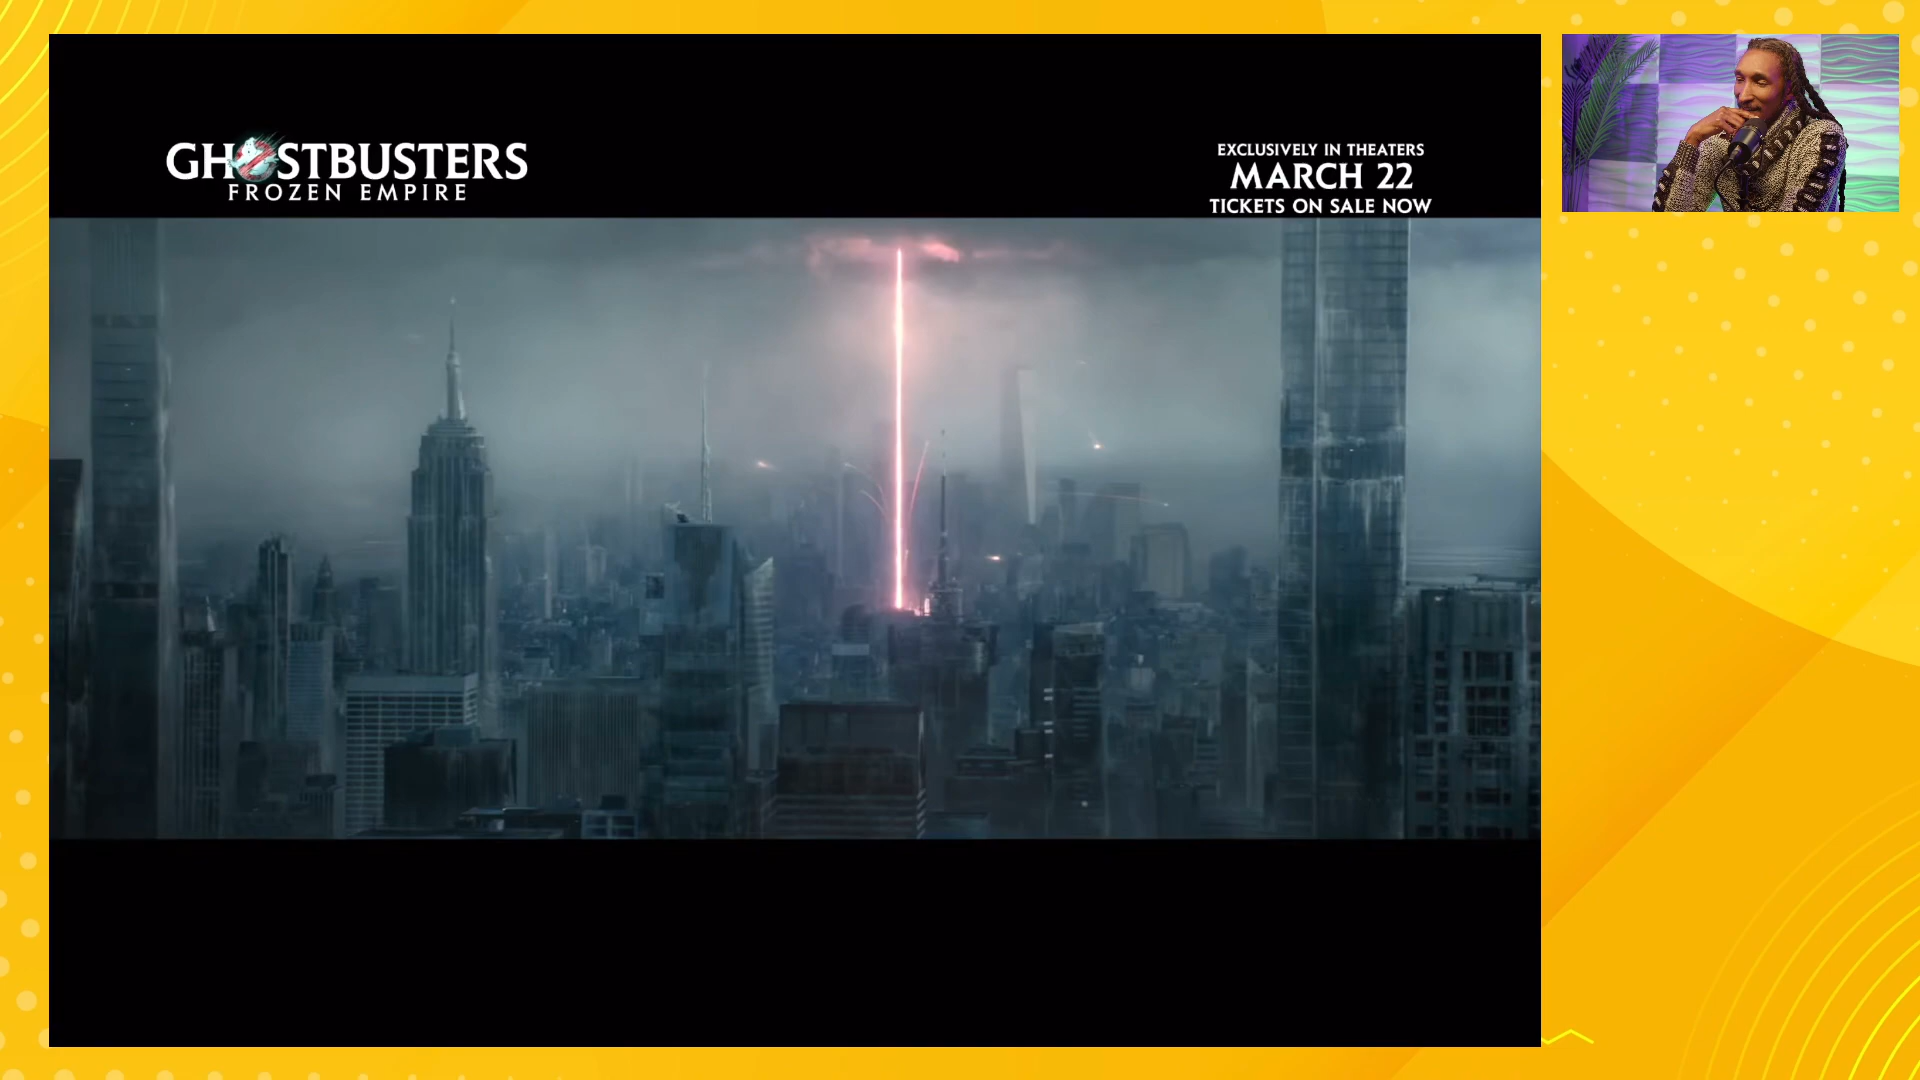 GHOSTBUSTERS
FROZEN EMPIRE
EXCLUSIVELY IN THEATERS
MARCH 22
TICKETS ON SALE NOW